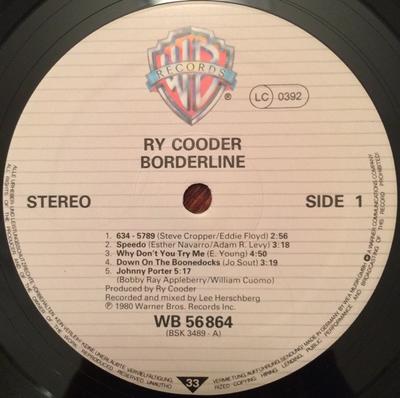 WB
RECORDS
®
LC 0392
RY COODER
BORDERLINE
STEREO
SIDE 1
1. 634 - 5789 (Steve Cropper/Eddie Floyd) 2:56
2. Speedo (Esther Navarro/Adam R. Levy) 3:18
3. Why Don't You Try Me (E. Young) 4:50
4. Down On The Boonedocks (Jo Sout) 3:19
5. Johnny Porter 5:17
(Bobby Ray Appleberry/William Cuomo)
Produced by Ry Cooder
Recorded and mixed by Lee Herschberg
℗ 1980 Warner Bros. Records Inc.
WB 56 864
(BSK 3489 - A)
33
A WARNER COMMUNICATIONS COMPANY